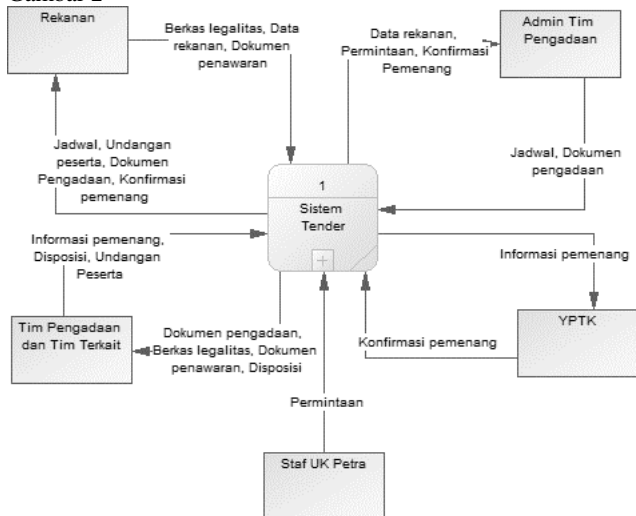 Gambar 2
Rekanan
Berkas legalitas, Data
rekanan, Dokumen
penawaran
Data rekanan,
Permintaan, Konfirmasi
Pemenang
Admin Tim
Pengadaan
Jadwal, Undangan
peserta, Dokumen
Pengadaan, Konfirmasi
pemenang
Jadwal, Dokumen
pengadaan
1
Sistem
Tender
Informasi pemenang,
Disposisi, Undangan
Peserta
Informasi pemenang
Tim Pengadaan
dan Tim Terkait
Dokumen pengadaan,
Berkas legalitas, Dokumen
penawaran, Disposisi
Konfirmasi pemenang
YPTK
Permintaan
Staf UK Petra